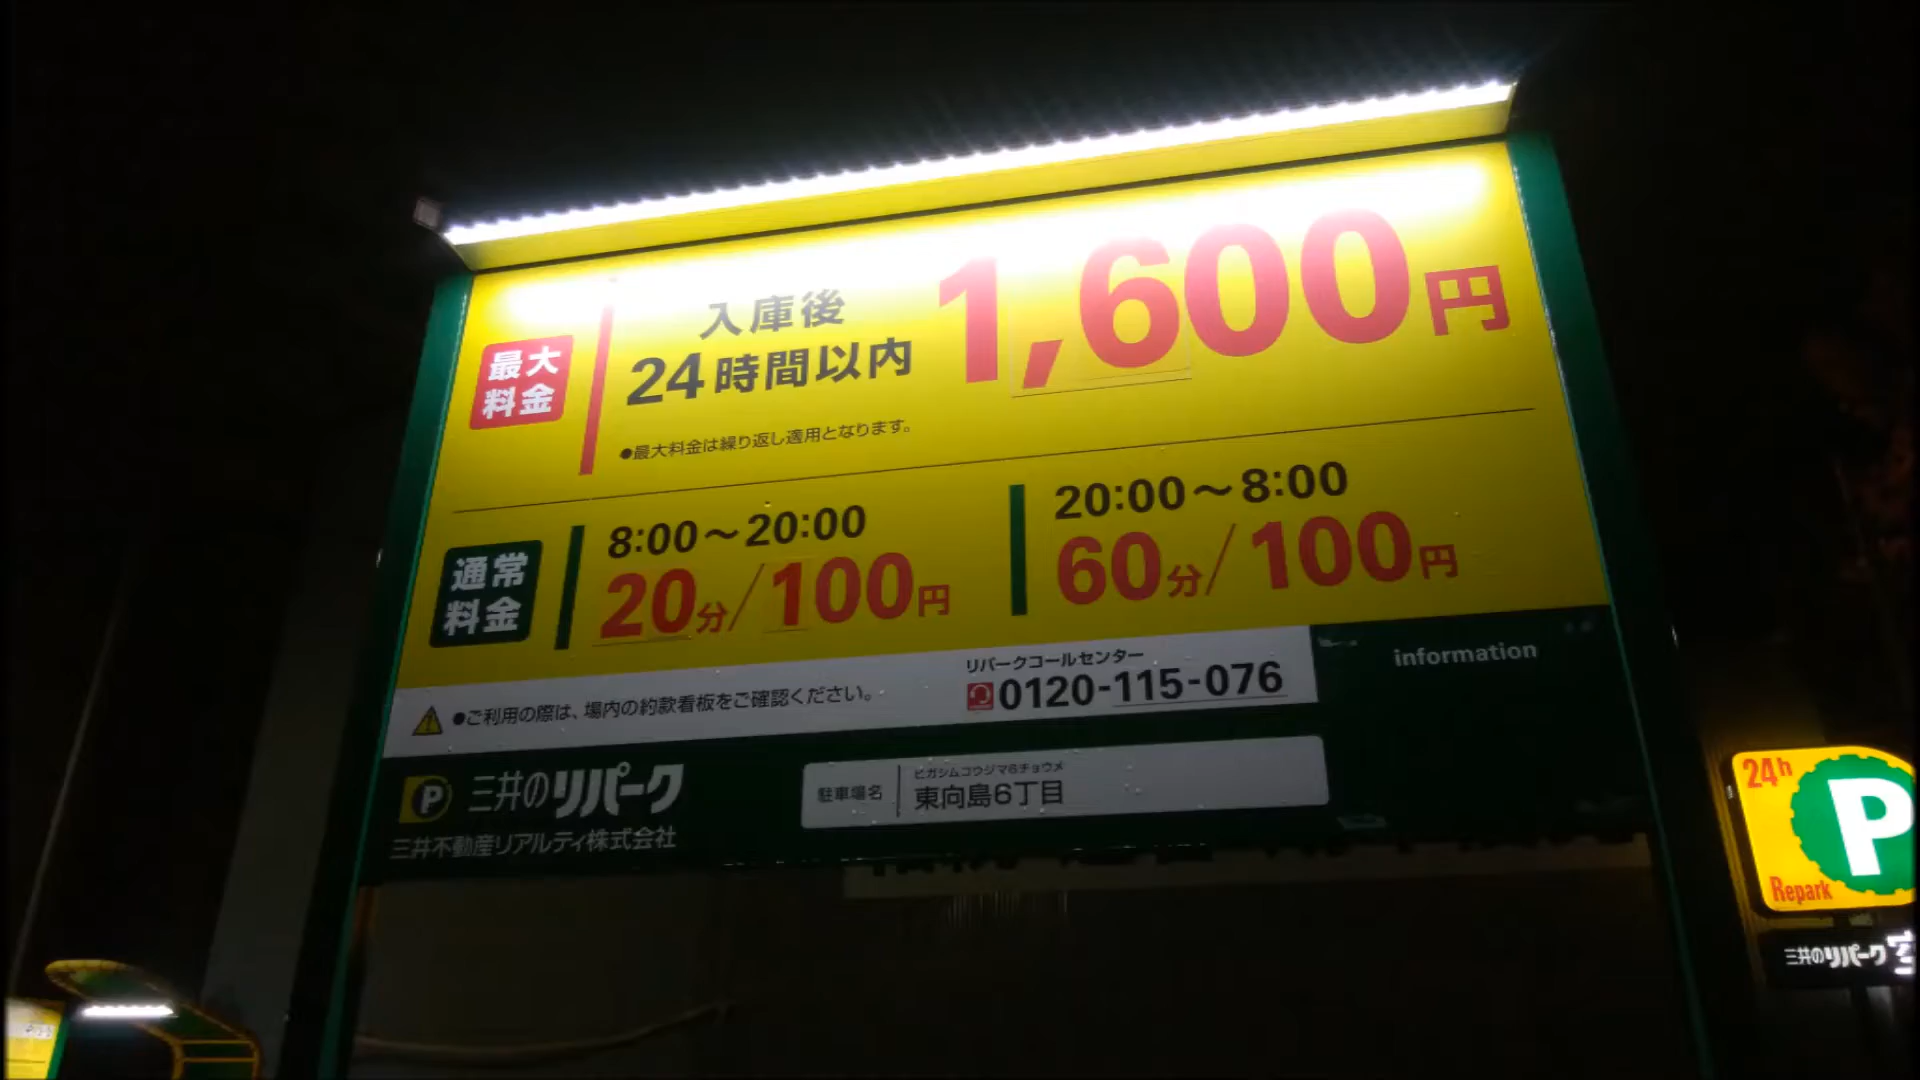 最大料金
入庫後
24時間以内
1,600円
●最大料金は繰り返し適用となります。
通常料金
8:00〜20:00
20分/100円
20:00〜8:00
60分/100円
●ご利用の際は、場内の約款看板をご確認ください。
リパークコールセンター
0120-115-076
information
P 三井のリパーク
三井不動産リアルティ株式会社
駐車場名
ヒガシムコウジマ6チョウメ
東向島6丁目
24h
P
Repark
三井のリパーク